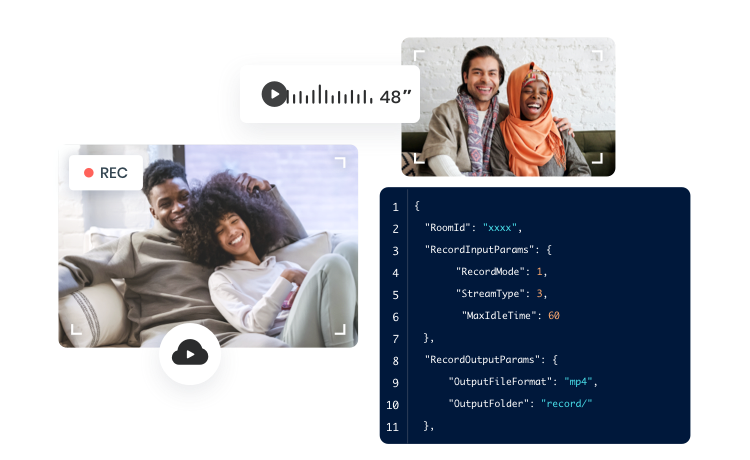 48”
REC
1 {
2 "RoomId": "xxxx",
3 "RecordInputParams": {
4 "RecordMode": 1,
5 "StreamType": 3,
6 "MaxIdleTime": 60
7 },
8 "RecordOutputParams": {
9 "OutputFileFormat": "mp4",
10 "OutputFolder": "record/"
11 },